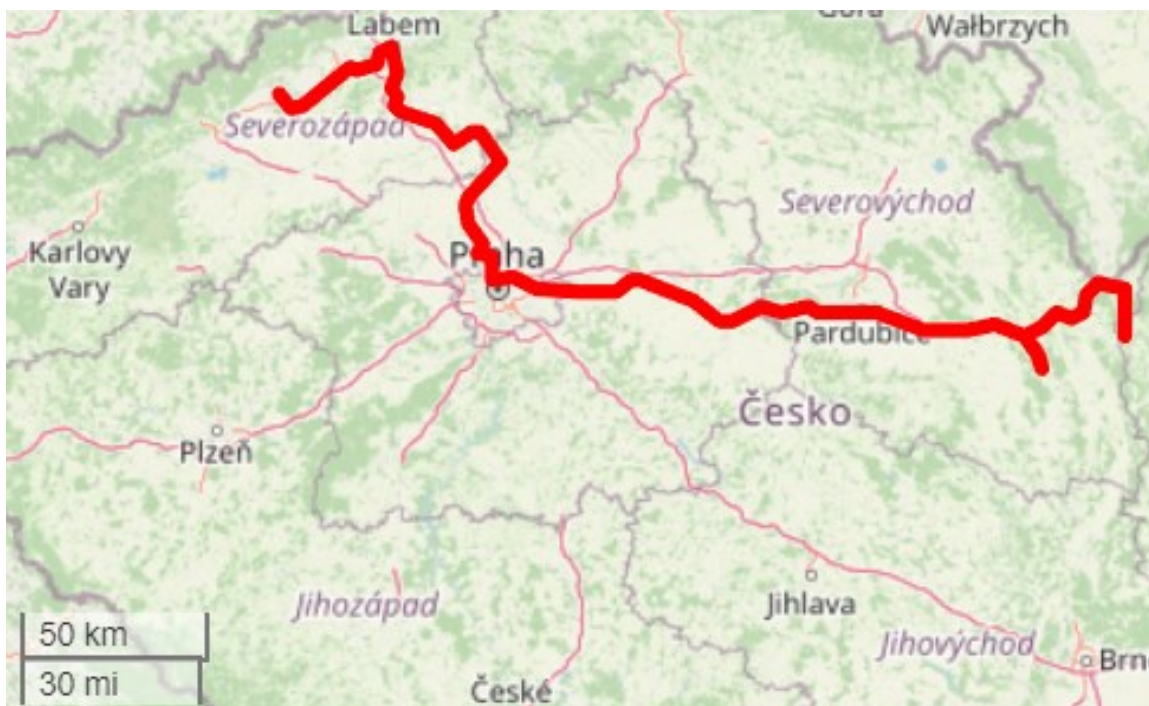 Labem
Wałbrzych
Severozápad
Severovýchod
Karlovy
Vary
Praha
Pardubice
Česko
Plzeň
Jihozápad
Jihlava
Jihovýchod
50 km
30 mi
České
Brn